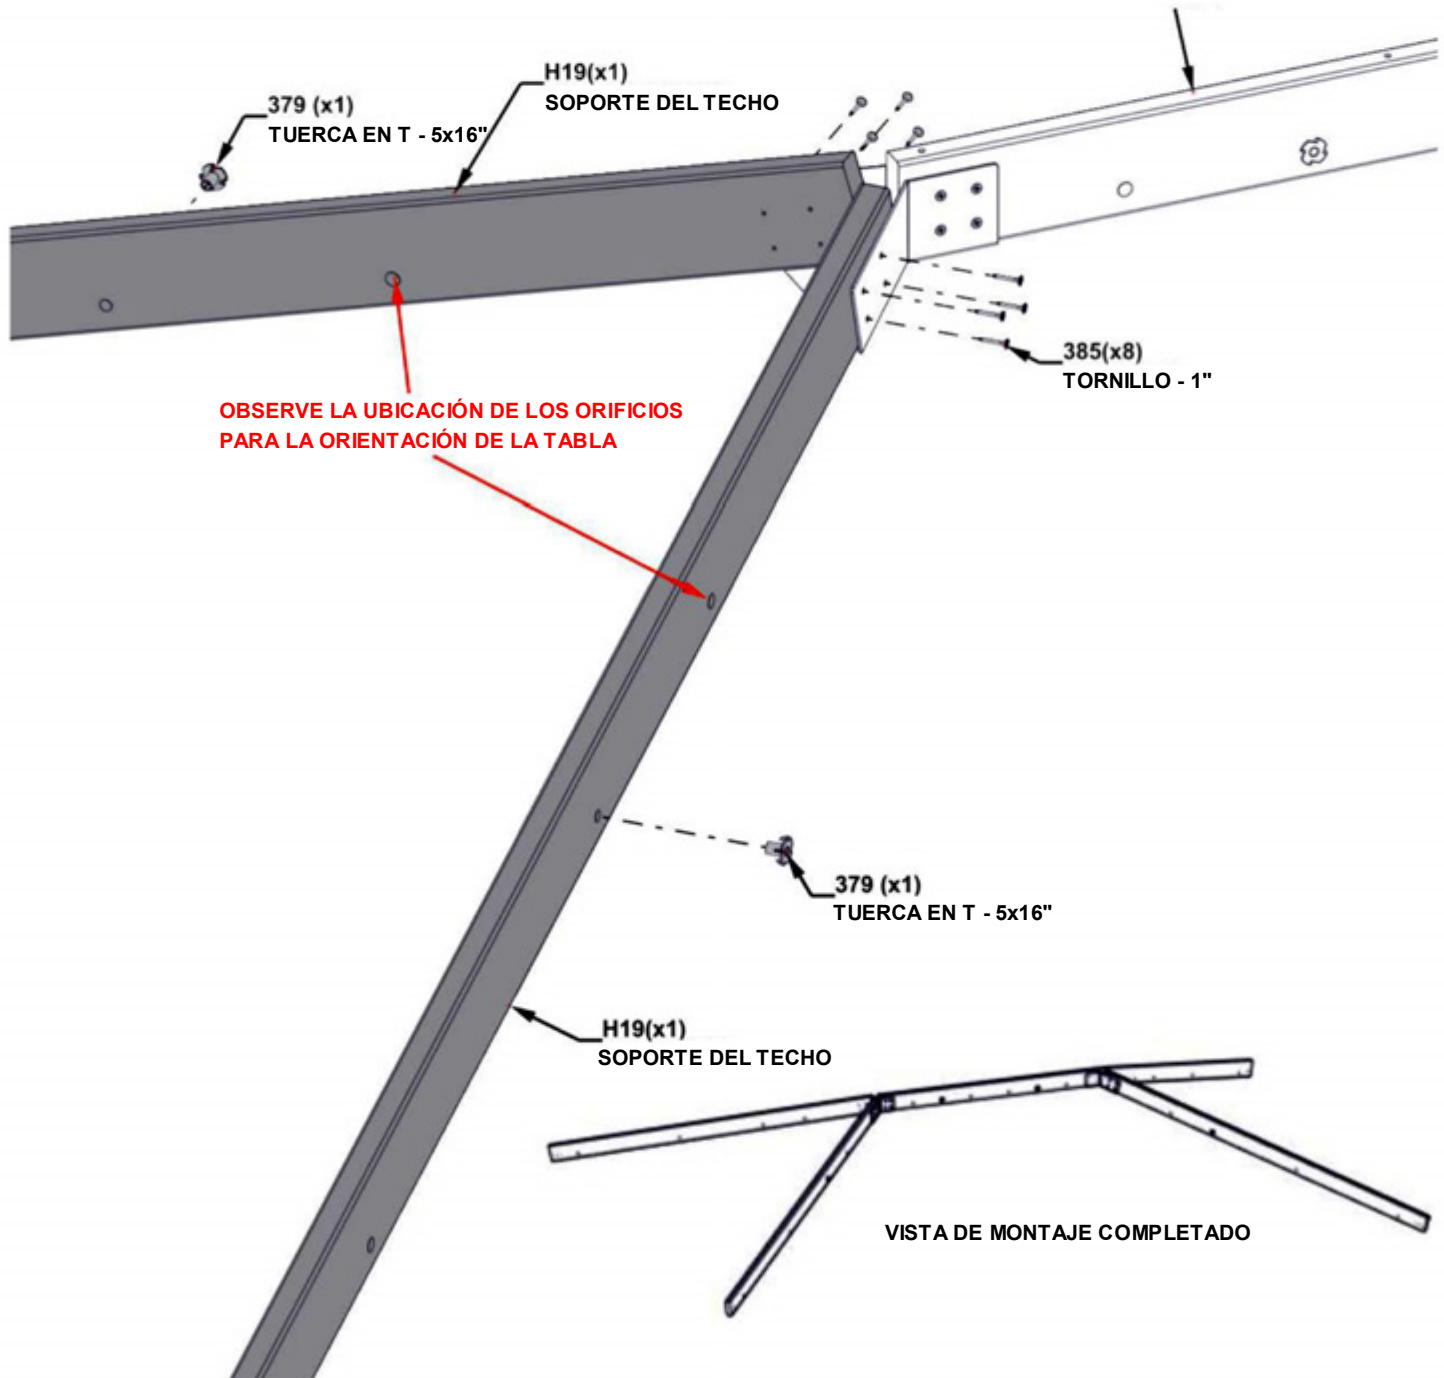 H19(x1)
SOPORTE DEL TECHO
379 (x1)
TUERCA EN T - 5x16"
385(x8)
TORNILLO - 1"
OBSERVE LA UBICACIÓN DE LOS ORIFICIOS
PARA LA ORIENTACIÓN DE LA TABLA
379 (x1)
TUERCA EN T - 5x16"
H19(x1)
SOPORTE DEL TECHO
VISTA DE MONTAJE COMPLETADO